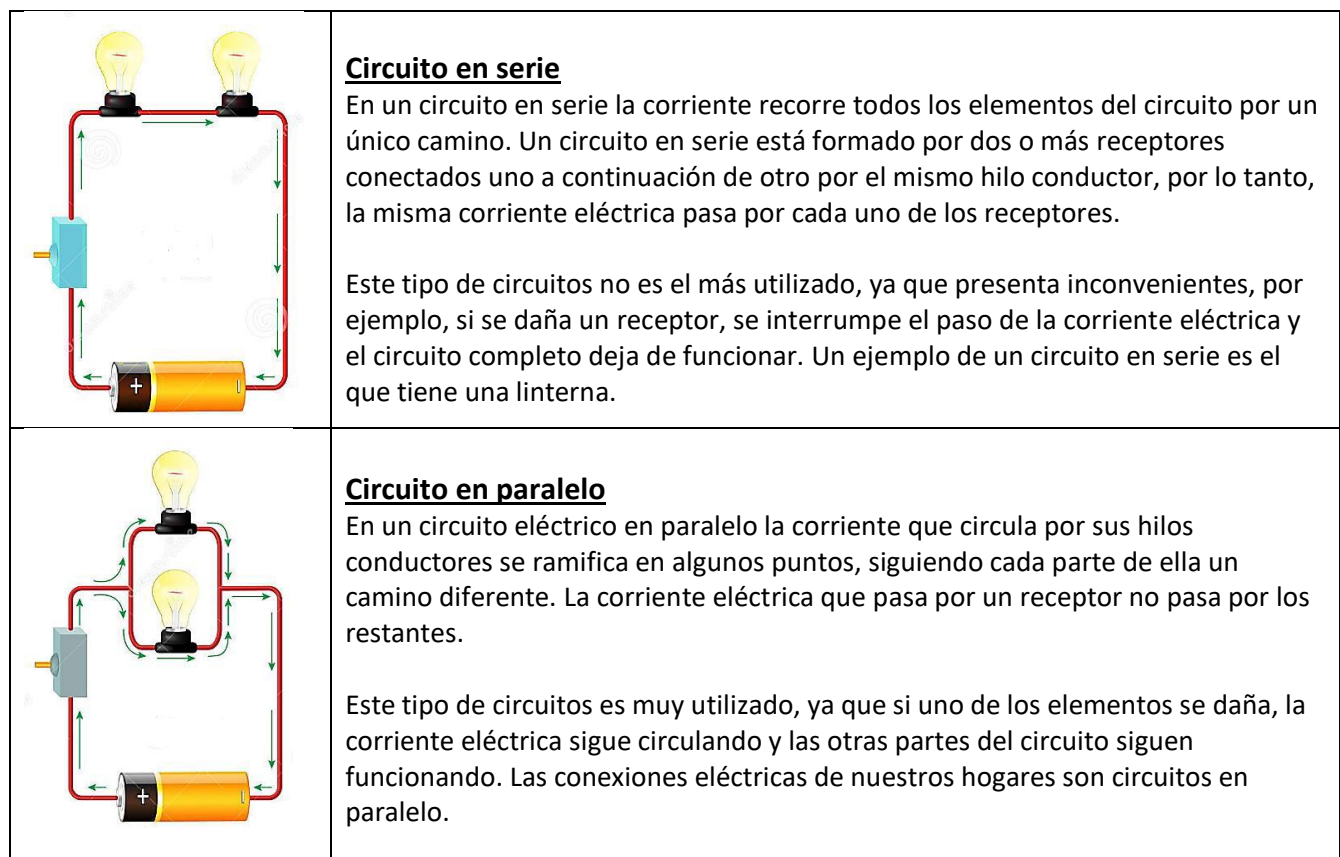 Circuito en serie
En un circuito en serie la corriente recorre todos los elementos del circuito por un
único camino. Un circuito en serie está formado por dos o más receptores
conectados uno a continuación de otro por el mismo hilo conductor, por lo tanto,
la misma corriente eléctrica pasa por cada uno de los receptores.
Este tipo de circuitos no es el más utilizado, ya que presenta inconvenientes, por
ejemplo, si se daña un receptor, se interrumpe el paso de la corriente eléctrica y
el circuito completo deja de funcionar. Un ejemplo de un circuito en serie es el
que tiene una linterna.
+
Circuito en paralelo
En un circuito eléctrico en paralelo la corriente que circula por sus hilos
conductores se ramifica en algunos puntos, siguiendo cada parte de ella un
camino diferente. La corriente eléctrica que pasa por un receptor no pasa por los
restantes.
Este tipo de circuitos es muy utilizado, ya que si uno de los elementos se daña, la
corriente eléctrica sigue circulando y las otras partes del circuito siguen
funcionando. Las conexiones eléctricas de nuestros hogares son circuitos en
paralelo.
+